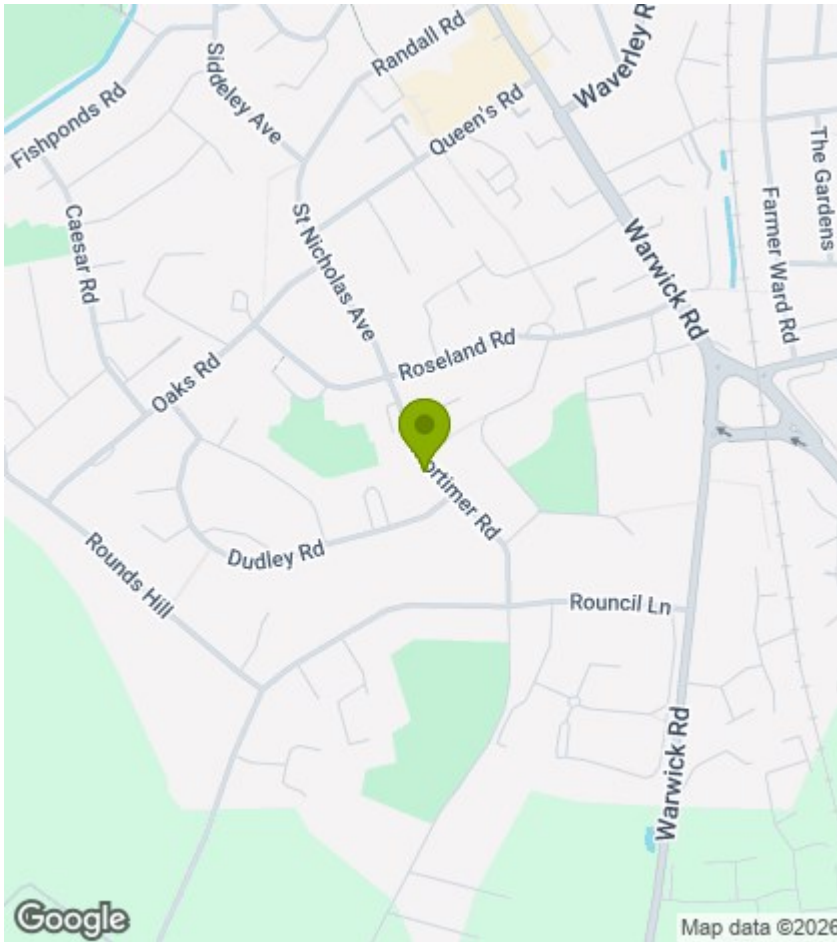 Randall Rd
Waverley R
Siddeley Ave
Fishponds Rd
Queen's Rd
The Gardens
Caesar Rd
St Nicholas Ave
Farmer Ward Rd
Warwick Rd
Roseland Rd
Oaks Rd
ortimer Rd
Dudley Rd
Rounds Hill
Rouncil Ln
Warwick Rd
Google
Map data ©2026